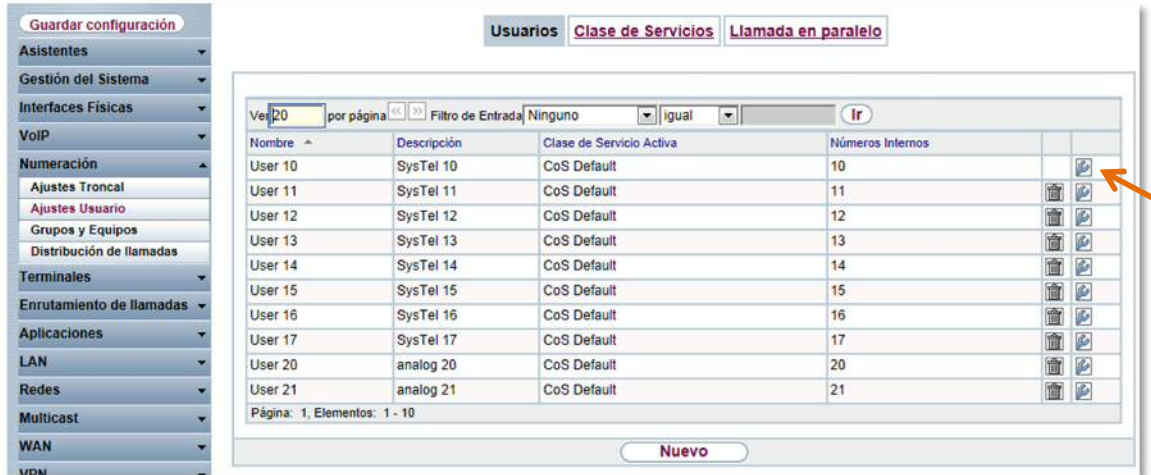 Guardar configuración
Asistentes
Gestión del Sistema
Interfaces Físicas
VoIP
Numeración
Ajustes Troncal
Ajustes Usuario
Grupos y Equipos
Distribución de llamadas
Terminales
Enrutamiento de llamadas
Aplicaciones
LAN
Redes
Multicast
WAN
VPN
Usuarios Clase de Servicios Llamada en paralelo
Ver 20 por página << >> Filtro de Entrada Ninguno igual Ir
Nombre Descripción Clase de Servicio Activa Números Internos
User 10 SysTel 10 CoS Default 10
User 11 SysTel 11 CoS Default 11
User 12 SysTel 12 CoS Default 12
User 13 SysTel 13 CoS Default 13
User 14 SysTel 14 CoS Default 14
User 15 SysTel 15 CoS Default 15
User 16 SysTel 16 CoS Default 16
User 17 SysTel 17 CoS Default 17
User 20 analog 20 CoS Default 20
User 21 analog 21 CoS Default 21
Página: 1, Elementos: 1 - 10
Nuevo